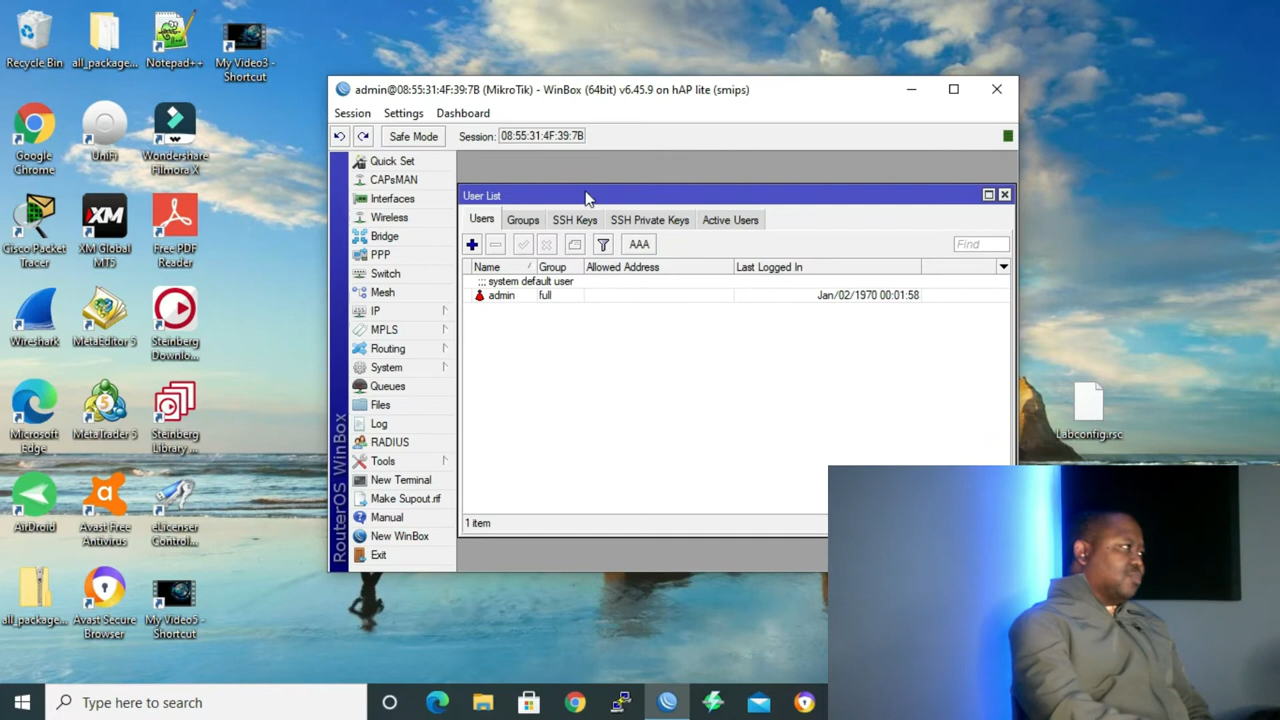 Recycle Bin
all_package...
Notepad++
My Video3 -
Shortcut
Google
Chrome
UniFi
Wondershare
Filmora X
Cisco Packet
Tracer
XM
XM Global
MT5
Free PDF
Reader
Wireshark
MetaEditor 5
Steinberg
Downlo...
Microsoft
Edge
MetaTrader 5
Steinberg
Library ...
AirDroid
Avast Free
Antivirus
eLicenser
Control...
all_package...
Avast Secure
Browser
My Video5 -
Shortcut
admin@08:55:31:4F:39:7B (MikroTik) - WinBox (64bit) v6.45.9 on hAP lite (smips)
Session Settings Dashboard
Safe Mode Session: 08:55:31:4F:39:7B
RouterOS WinBox
Quick Set
CAPsMAN
Interfaces
Wireless
Bridge
PPP
Switch
Mesh
IP
MPLS
Routing
System
Queues
Files
Log
RADIUS
Tools
New Terminal
Make Supout.rif
Manual
New WinBox
Exit
User List
Users Groups SSH Keys SSH Private Keys Active Users
AAA Find
Name / Group Allowed Address Last Logged In
;;; system default user
admin full Jan/02/1970 00:01:58
1 item
Labconfig.rsc
Type here to search